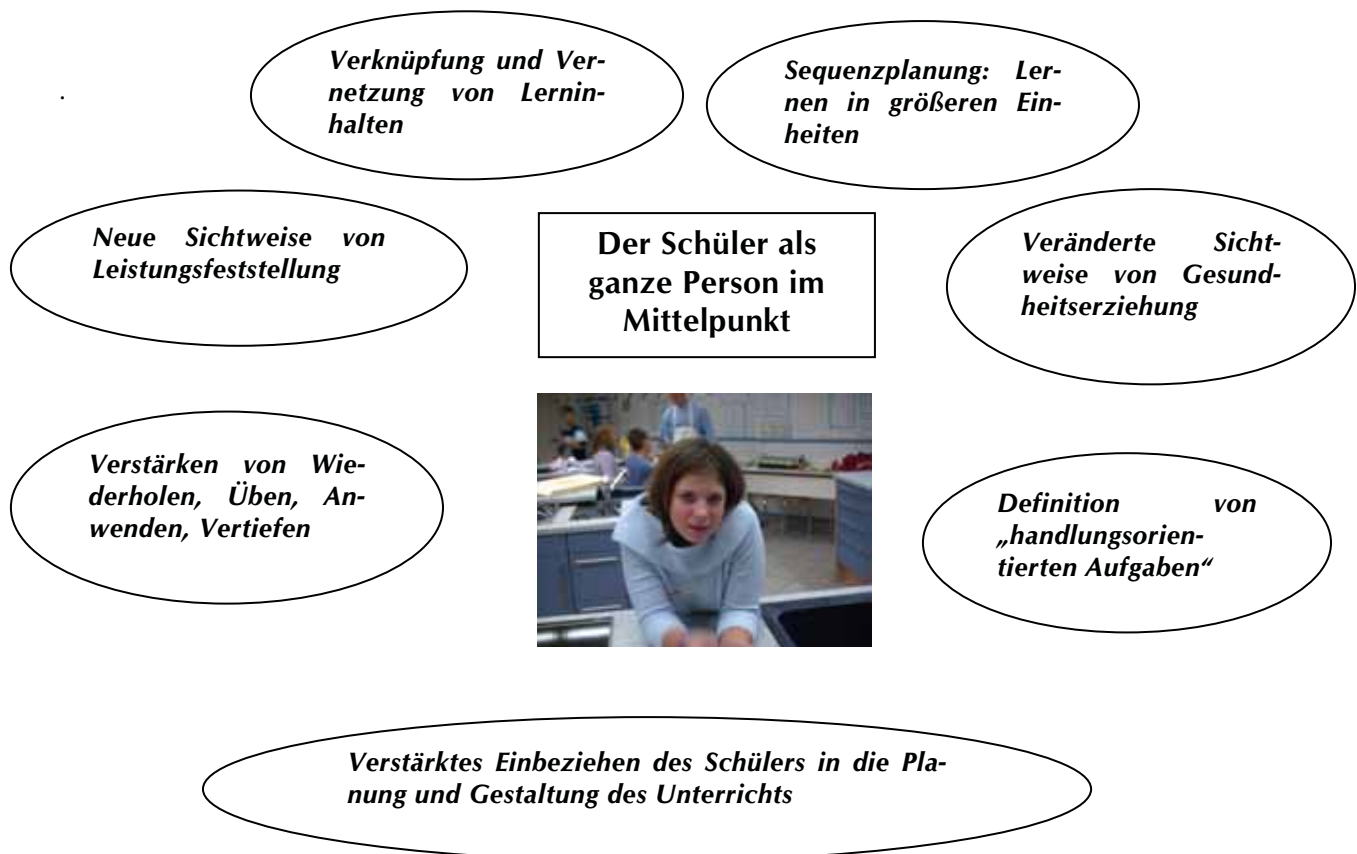 Verknüpfung und Ver-
netzung von Lernin-
halten
Sequenzplanung: Ler-
nen in größeren Ein-
heiten
Neue Sichtweise von
Leistungsfeststellung
Der Schüler als
ganze Person im
Mittelpunkt
Veränderte Sicht-
weise von Gesund-
heitserziehung
Verstärken von Wie-
derholen, Üben, An-
wenden, Vertiefen
Definition von
„handlungsorien-
tierten Aufgaben“
Verstärktes Einbeziehen des Schülers in die Pla-
nung und Gestaltung des Unterrichts